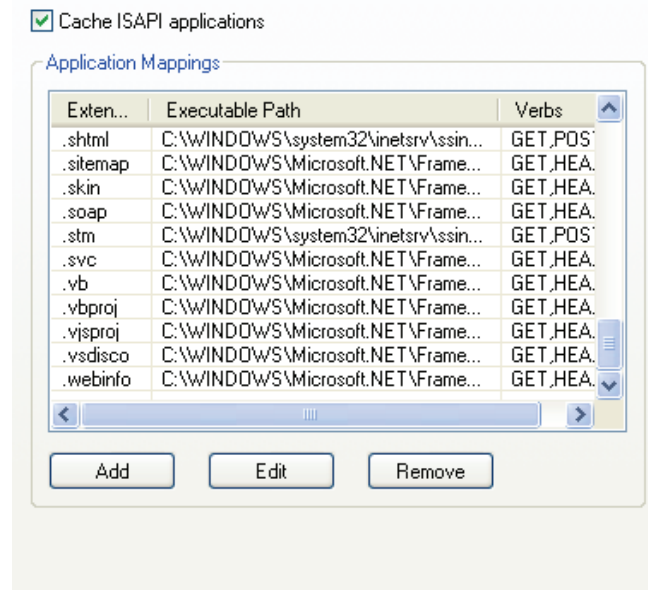 Cache ISAPI applications
Application Mappings
Exten... Executable Path Verbs
.shtml C:\WINDOWS\system32\inetsrv\ssin... GET,POST
.sitemap C:\WINDOWS\Microsoft.NET\Frame... GET,HEA.
.skin C:\WINDOWS\Microsoft.NET\Frame... GET,HEA.
.soap C:\WINDOWS\Microsoft.NET\Frame... GET,HEA.
.stm C:\WINDOWS\system32\inetsrv\ssin... GET,POST
.svc C:\WINDOWS\Microsoft.NET\Frame... GET,HEA.
.vb C:\WINDOWS\Microsoft.NET\Frame... GET,HEA.
.vbproj C:\WINDOWS\Microsoft.NET\Frame... GET,HEA.
.vjsproj C:\WINDOWS\Microsoft.NET\Frame... GET,HEA.
.vsdisco C:\WINDOWS\Microsoft.NET\Frame... GET,HEA.
.webinfo C:\WINDOWS\Microsoft.NET\Frame... GET,HEA.
Add Edit Remove